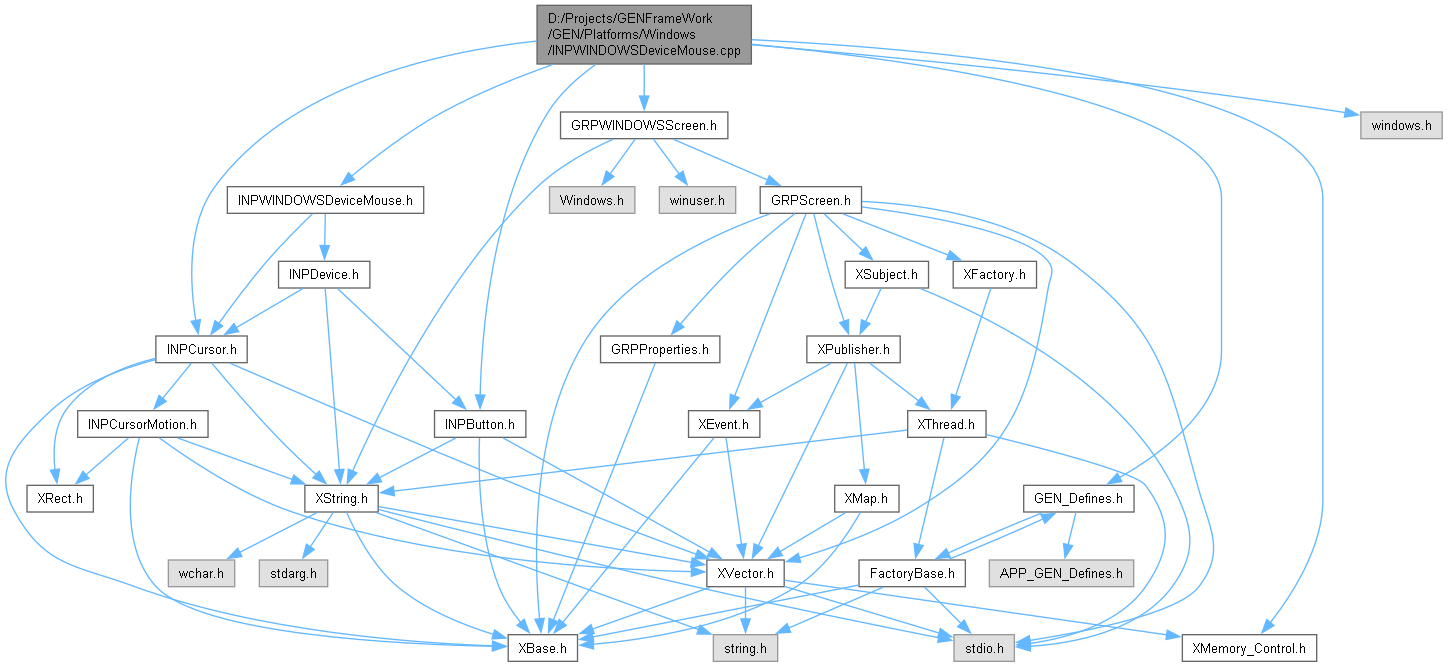 D:/Projects/GENFrameWork
/GEN/Platforms/Windows
/INPWINDOWSDeviceMouse.cpp
GRPWINDOWSScreen.h
windows.h
INPWINDOWSDeviceMouse.h
Windows.h
winuser.h
GRPScreen.h
INPDevice.h
XSubject.h
XFactory.h
INPCursor.h
GRPProperties.h
XPublisher.h
INPCursorMotion.h
INPButton.h
XEvent.h
XThread.h
XRect.h
XString.h
XMap.h
GEN_Defines.h
wchar.h
stdarg.h
XVector.h
FactoryBase.h
APP_GEN_Defines.h
XBase.h
string.h
stdio.h
XMemory_Control.h